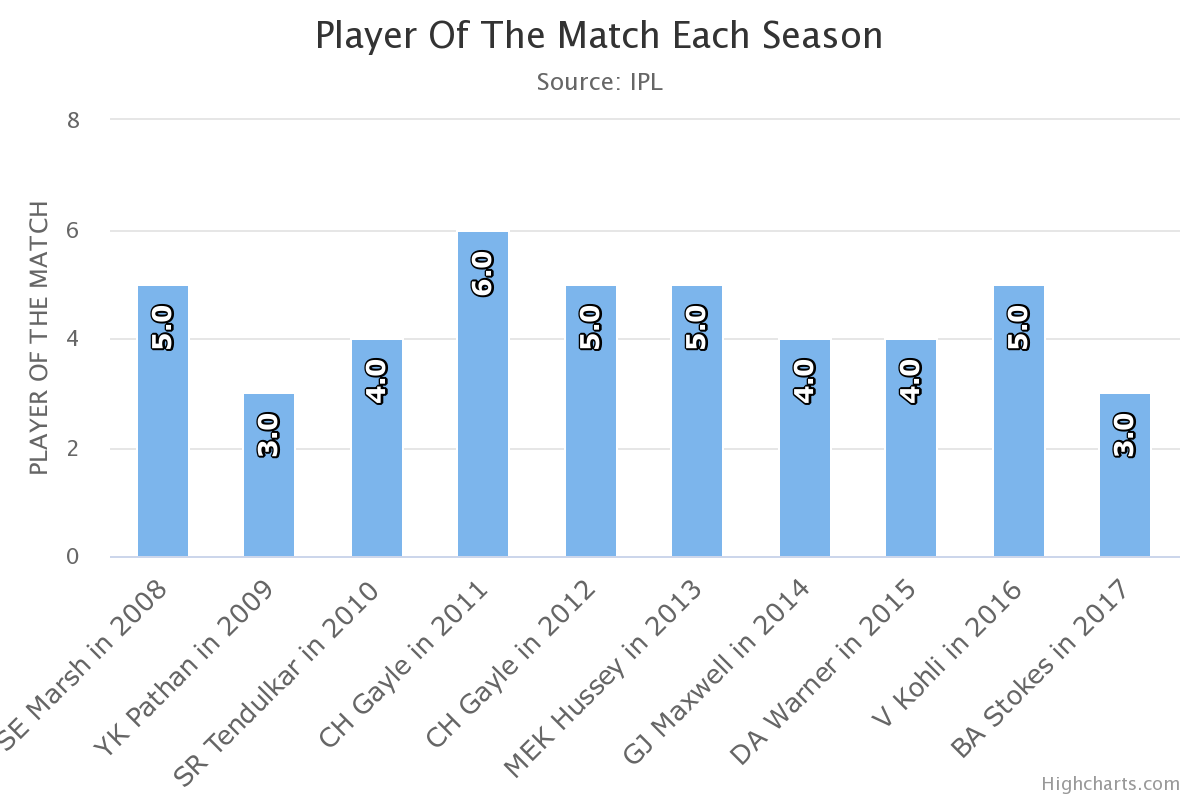 Player Of The Match Each Season
Source: IPL
PLAYER OF THE MATCH
8
6
4
2
0
5.0
3.0
4.0
6.0
5.0
5.0
4.0
4.0
5.0
3.0
SE Marsh in 2008
YK Pathan in 2009
SR Tendulkar in 2010
CH Gayle in 2011
CH Gayle in 2012
MEK Hussey in 2013
GJ Maxwell in 2014
DA Warner in 2015
V Kohli in 2016
BA Stokes in 2017
Highcharts.com